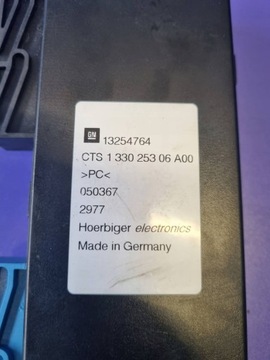 GM 13254764
CTS 1 330 253 06 A00
>PC<
050367
2977
Hoerbiger electronics
Made in Germany